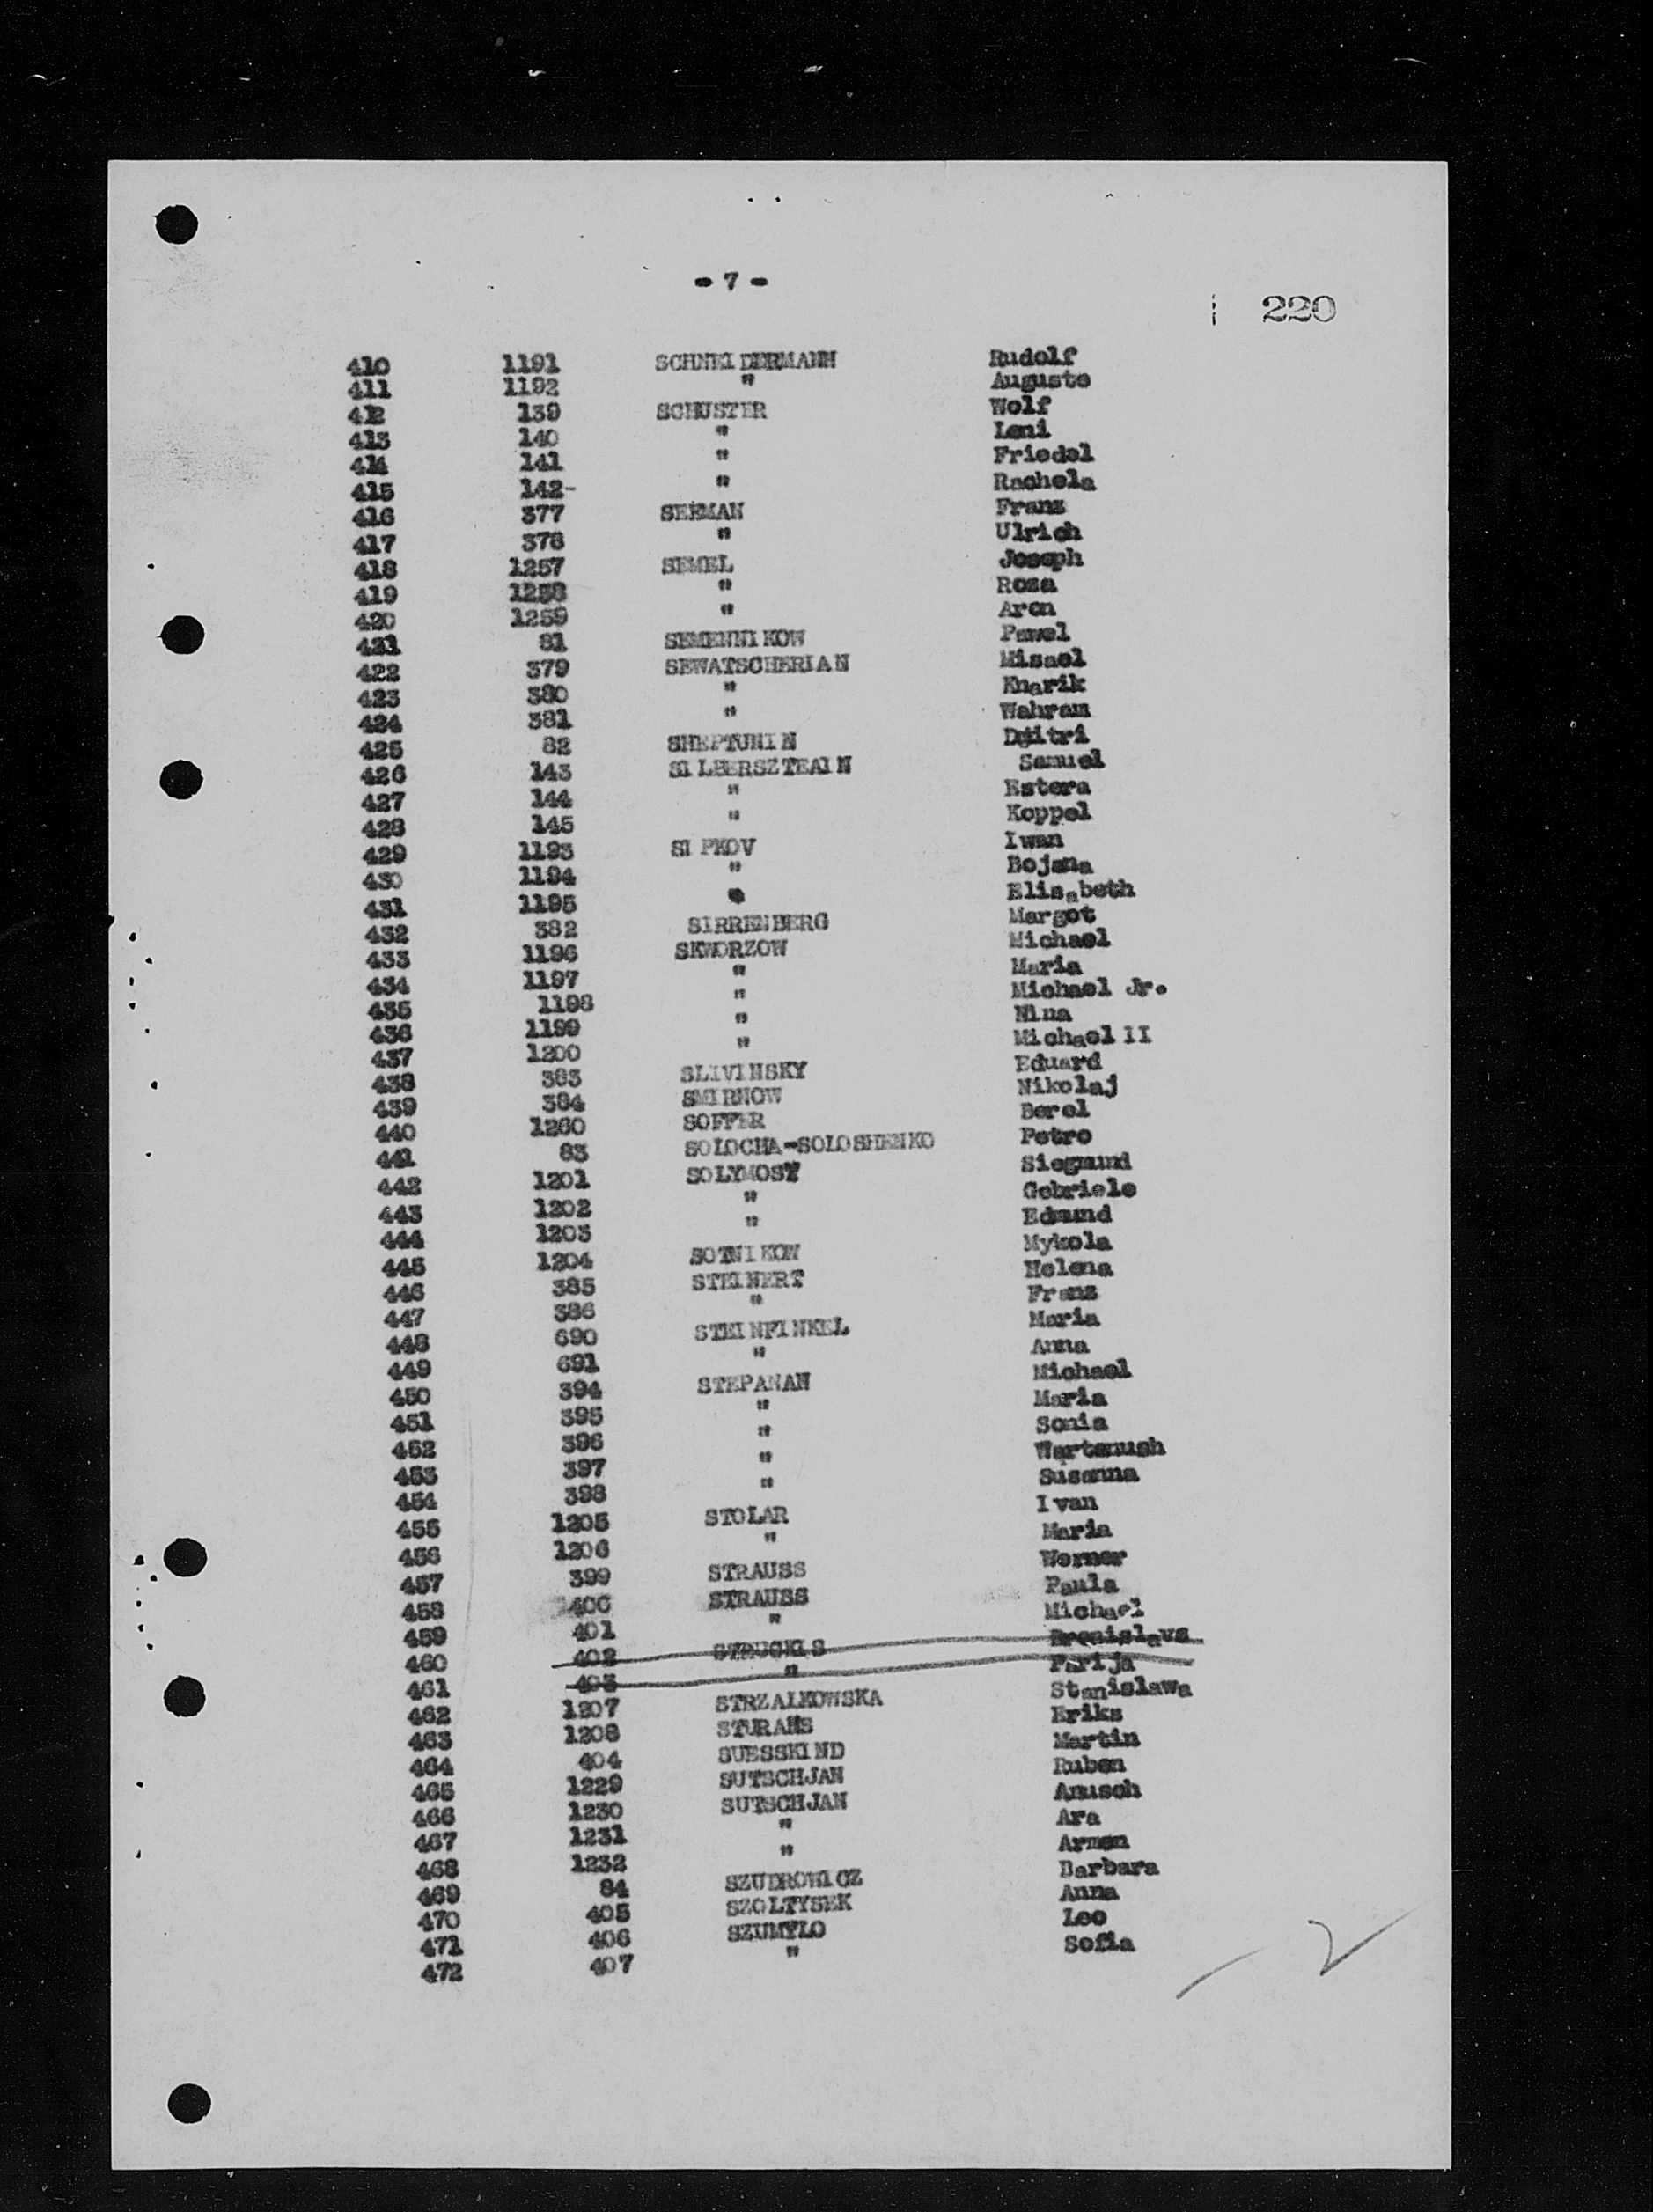 - 7 -
220
410 1191 SCHNEIDERMANN Rudolf
411 1192 " Auguste
412 139 SCHUSTER Wolf
413 140 " Leni
414 141 " Friedel
415 142- " Rachela
416 377 SEEMAN Franz
417 378 " Ulrich
418 1257 SEMEL Joseph
419 1258 " Rosa
420 1259 " Aron
421 81 SEMENNIKOW Pawel
422 379 SEWATSCHERIAN Misael
423 380 " Knarik
424 381 " Wahram
425 82 SHEPTUNIN Dmitri
426 143 SILBERSZTEAIN Samuel
427 144 " Estera
428 145 " Koppel
429 1193 SIPKOV Iwan
430 1194 " Bojana
431 1195 " Elisabeth
432 382 SIRRENBERG Margot
433 1196 SKWORZOW Michael
434 1197 " Maria
435 1198 " Michael Jr.
436 1199 " Nina
437 1200 " Michael II
438 383 SLIVINSKY Eduard
439 384 SMIRNOW Nikolaj
440 1260 SOFFER Berel
441 83 SOLOCHA-SOLOSHENKO Petro
442 1201 SOLYMOSY Siegmund
443 1202 " Gabriele
444 1203 " Edmund
445 1204 SOTNIKOW Mykola
446 385 STEINERT Helena
447 386 " Franz
448 690 STEINFINKEL Maria
449 691 " Anna
450 394 STEPANAN Michael
451 395 " Maria
452 396 " Sonia
453 397 " Wartanush
454 398 " Susanna
455 1205 STOLAR Ivan
456 1206 " Maria
457 399 STRAUSS Werner
458 400 STRAUSS Paula
459 401 " Michael
460 402 STRUCKIS Bronislava
461 403 " Parija
462 1207 STRZALKOWSKA Stanislawa
463 1208 STURANS Eriks
464 404 SUESSKIND Martin
465 1229 SUTSCHJAN Ruben
466 1230 SUTSCHJAN Anusch
467 1231 " Ara
468 1232 " Armen
469 84 SZUDROWICZ Barbara
470 405 SZOLTYSEK Anna
471 406 SZUMYLO Leo
472 407 " Sofia